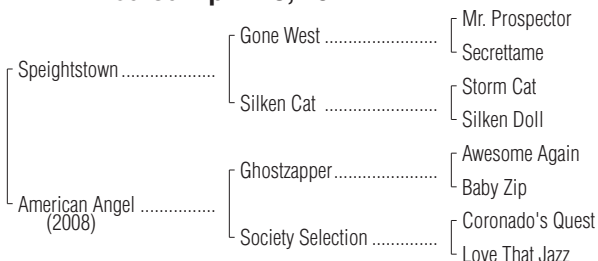 Mr. Prospector
Gone West ........................
Secrettame
Speightstown ....................
Storm Cat
Silken Cat ........................
Silken Doll
Awesome Again
Ghostzapper......................
Baby Zip
American Angel ................
(2008)
Coronado's Quest
Society Selection ..............
Love That Jazz